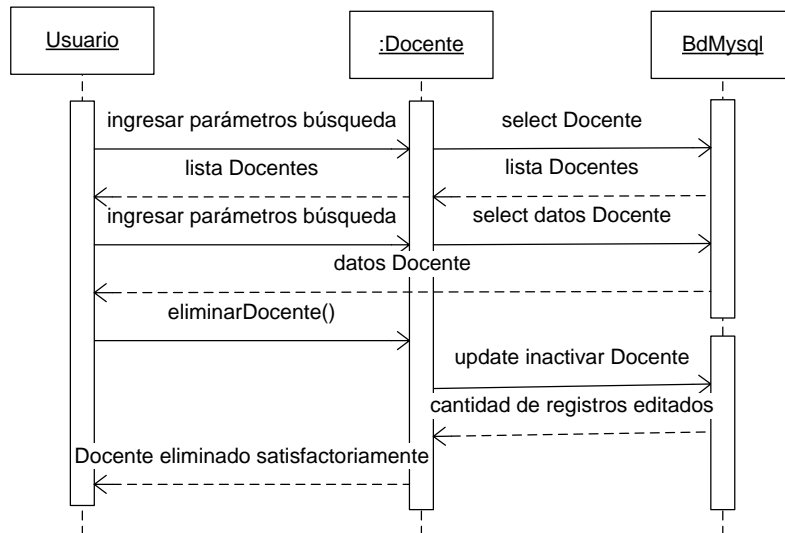 Usuario
:Docente
BdMysql
ingresar parámetros búsqueda
select Docente
lista Docentes
lista Docentes
ingresar parámetros búsqueda
select datos Docente
datos Docente
eliminarDocente()
update inactivar Docente
cantidad de registros editados
Docente eliminado satisfactoriamente